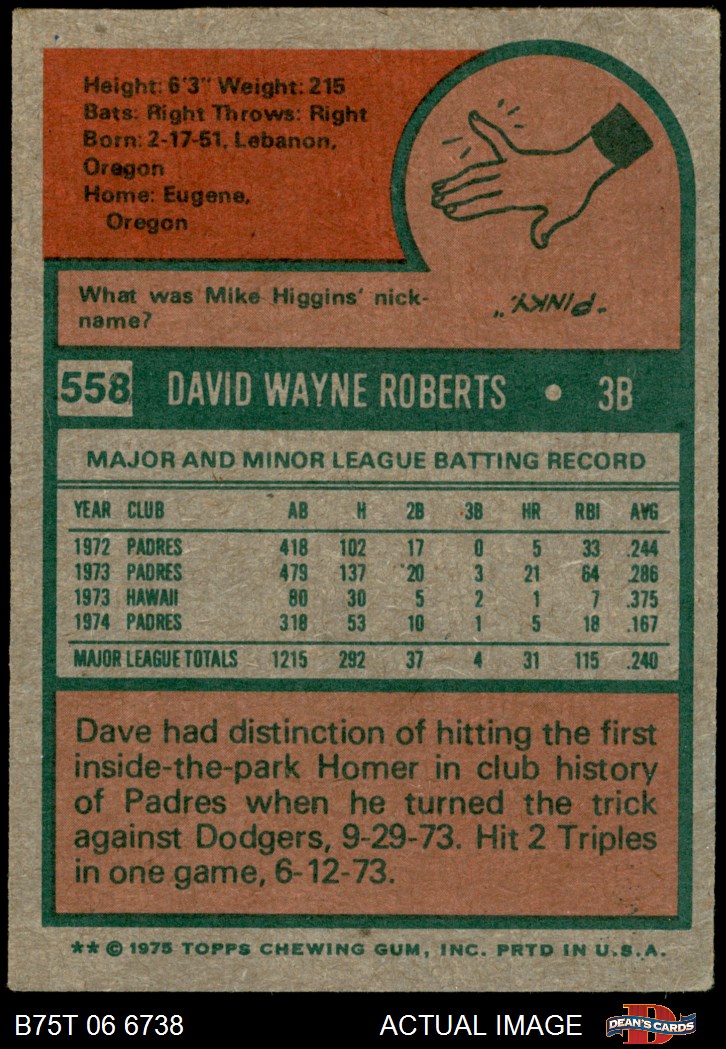 Height: 6'3" Weight: 215
Bats: Right Throws: Right
Born: 2-17-51, Lebanon,
Oregon
Home: Eugene,
Oregon
What was Mike Higgins' nick-
name?
"PINKY."
558 DAVID WAYNE ROBERTS • 3B
MAJOR AND MINOR LEAGUE BATTING RECORD
YEAR CLUB AB H 2B 3B HR RBI AVG
1972 PADRES 418 102 17 0 5 33 .244
1973 PADRES 479 137 20 3 21 64 .286
1973 HAWAII 80 30 5 2 1 7 .375
1974 PADRES 318 53 10 1 5 18 .167
MAJOR LEAGUE TOTALS 1215 292 37 4 31 115 .240
Dave had distinction of hitting the first
inside-the-park Homer in club history
of Padres when he turned the trick
against Dodgers, 9-29-73. Hit 2 Triples
in one game, 6-12-73.
** © 1975 TOPPS CHEWING GUM, INC. PRTD IN U.S.A.
B75T 06 6738 ACTUAL IMAGE DEAN'S CARDS